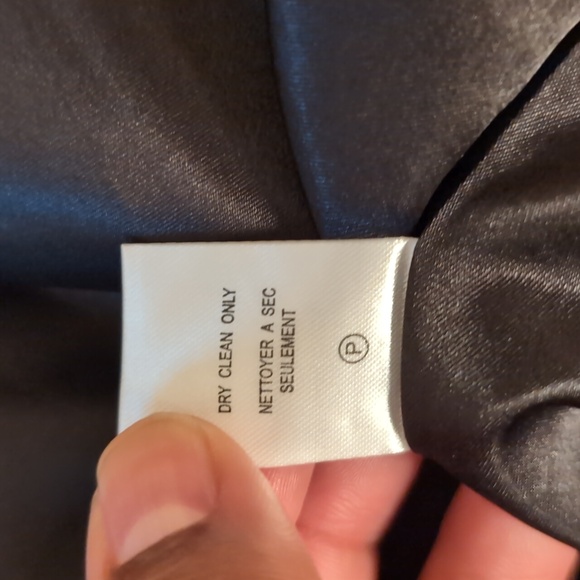 DRY CLEAN ONLY
NETTOYER A SEC
SEULEMENT
P